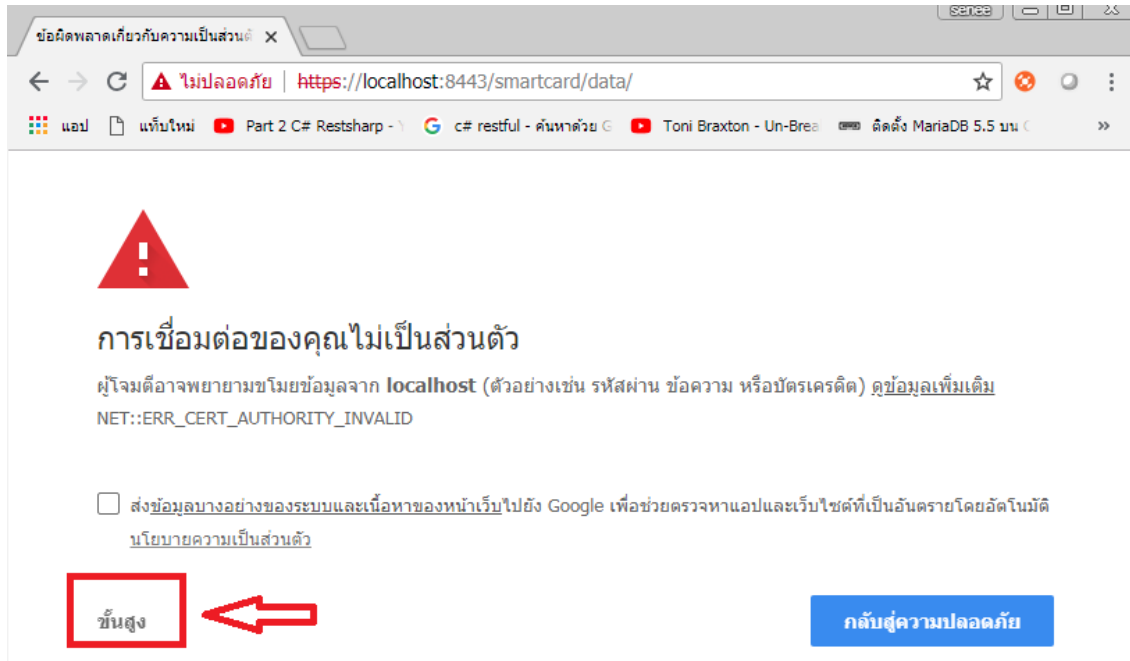 senee
ข้อผิดพลาดเกี่ยวกับความเป็นส่วนตั
ไม่ปลอดภัย | https://localhost:8443/smartcard/data/
แอป แท็บใหม่ Part 2 C# Restsharp - Y c# restful - ค้นหาด้วย G Toni Braxton - Un-Brea ติดตั้ง MariaDB 5.5 บน C »
การเชื่อมต่อของคุณไม่เป็นส่วนตัว
ผู้โจมตีอาจพยายามขโมยข้อมูลจาก localhost (ตัวอย่างเช่น รหัสผ่าน ข้อความ หรือบัตรเครดิต) ดูข้อมูลเพิ่มเติม
NET::ERR_CERT_AUTHORITY_INVALID
ส่งข้อมูลบางอย่างของระบบและเนื้อหาของหน้าเว็บไปยัง Google เพื่อช่วยตรวจหาแอปและเว็บไซต์ที่เป็นอันตรายโดยอัตโนมัติ
นโยบายความเป็นส่วนตัว
ขั้นสูง
กลับสู่ความปลอดภัย